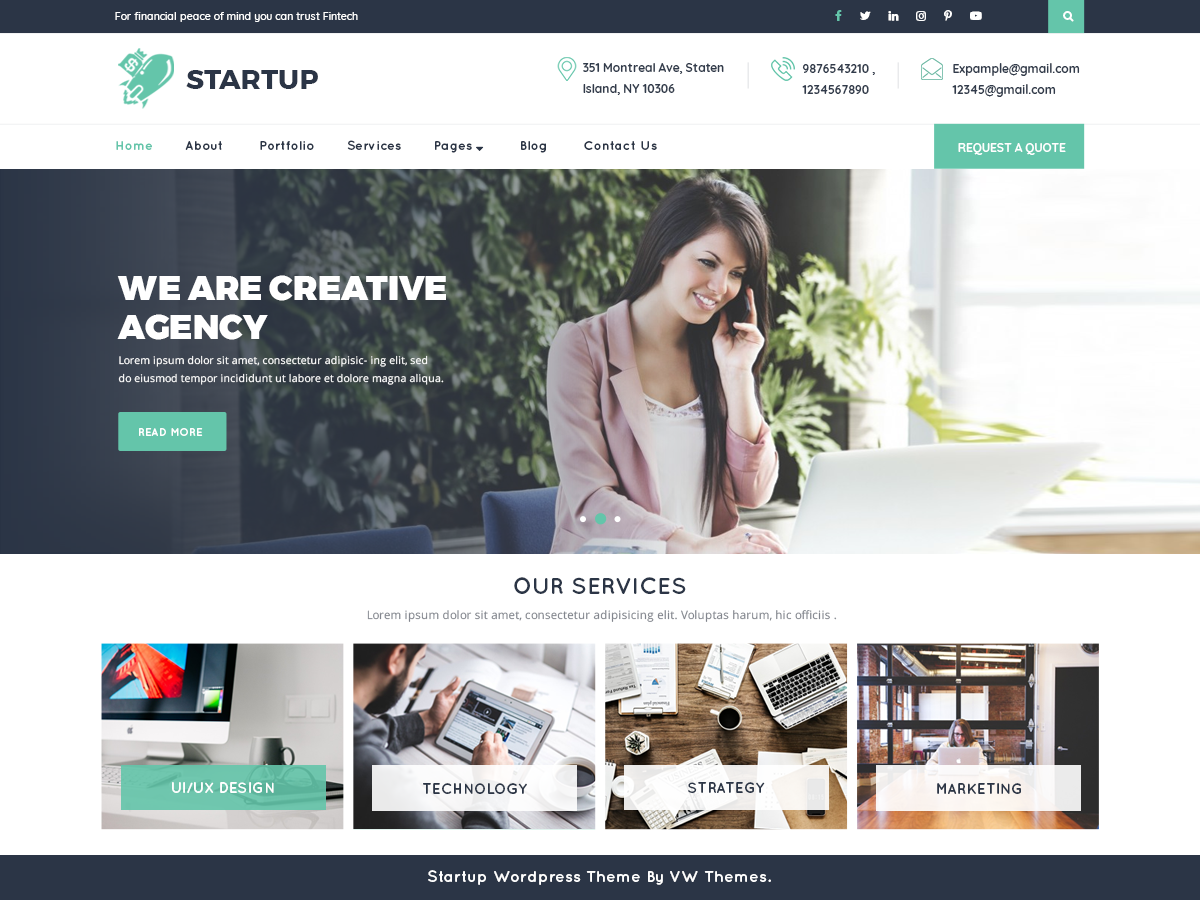 For financial peace of mind you can trust Fintech
STARTUP
351 Montreal Ave, Staten
Island, NY 10306
9876543210 ,
1234567890
Expample@gmail.com
12345@gmail.com
Home About Portfolio Services Pages Blog Contact Us
REQUEST A QUOTE
WE ARE CREATIVE
AGENCY
Lorem ipsum dolor sit amet, consectetur adipisic- ing elit, sed
do eiusmod tempor incididunt ut labore et dolore magna aliqua.
READ MORE
OUR SERVICES
Lorem ipsum dolor sit amet, consectetur adipisicing elit. Voluptas harum, hic officiis .
UI/UX DESIGN
TECHNOLOGY
STRATEGY
MARKETING
Startup Wordpress Theme By VW Themes.